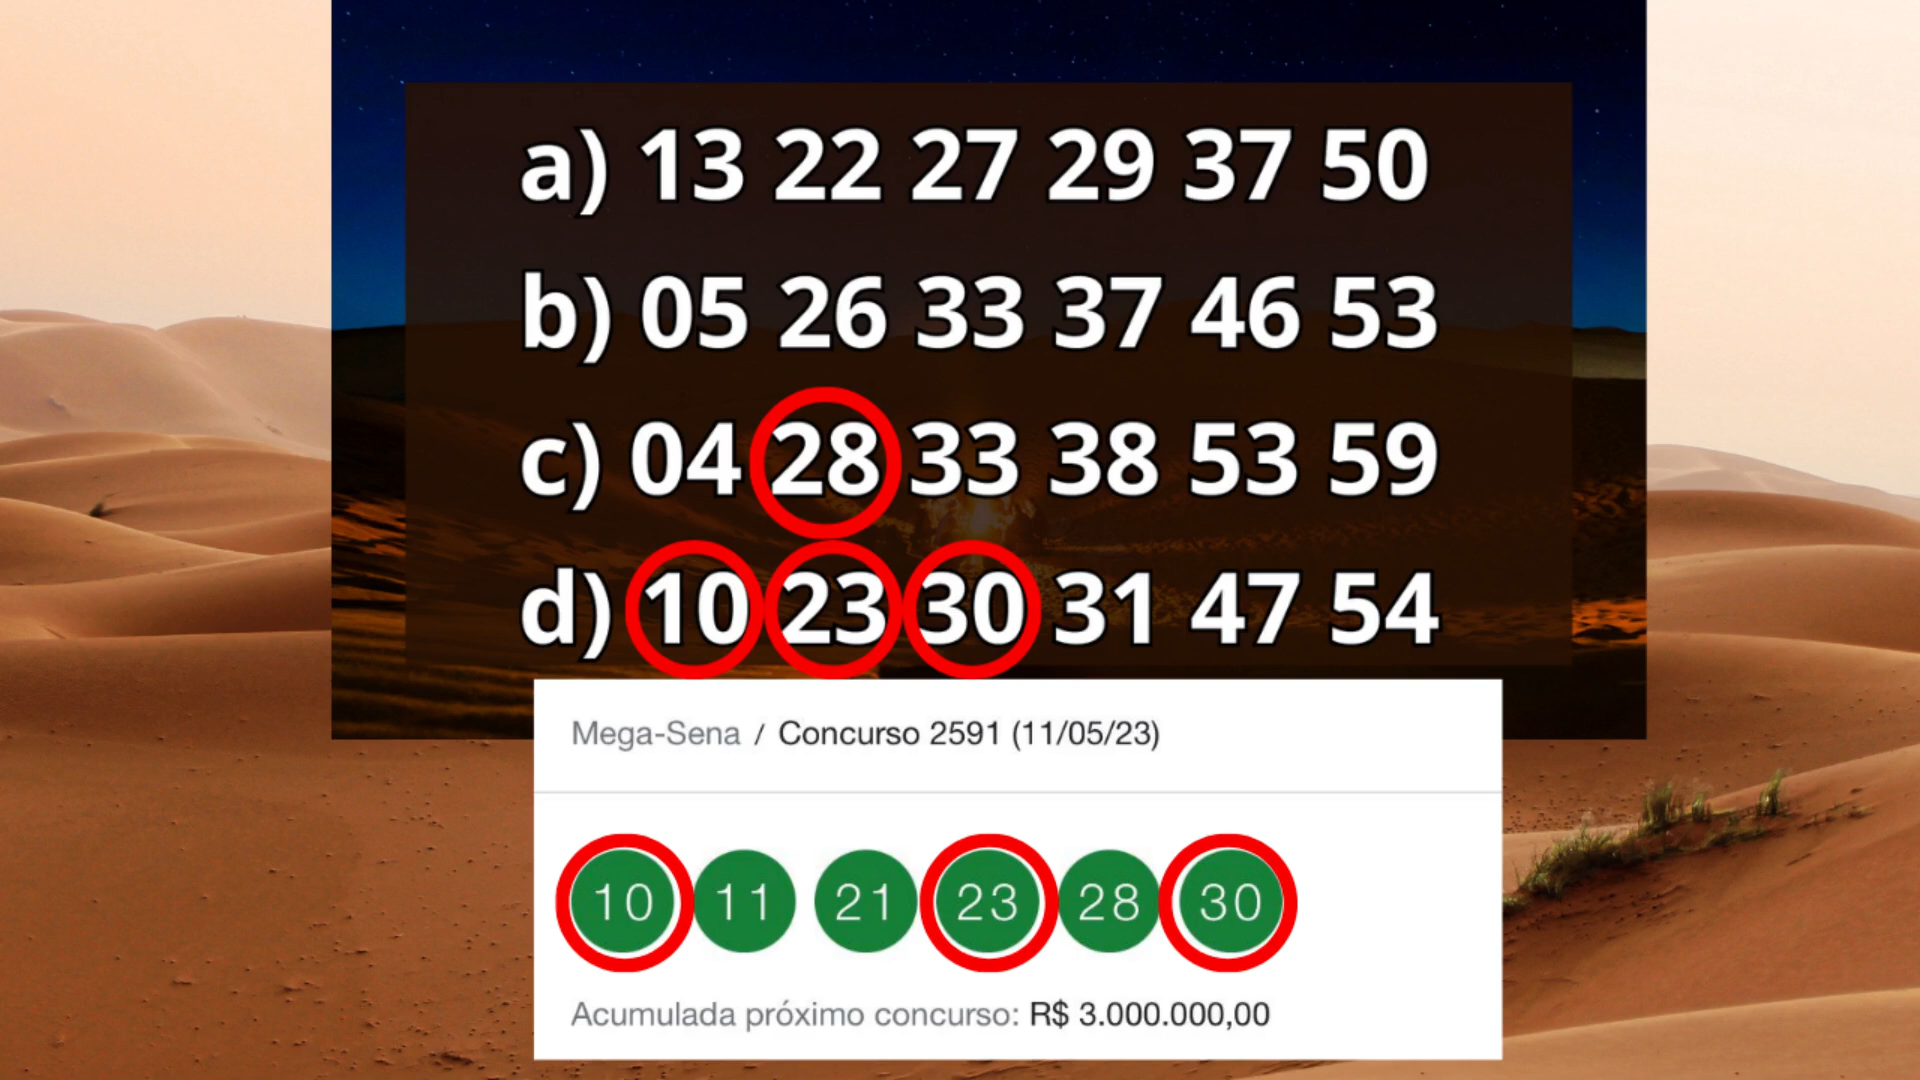 a) 13 22 27 29 37 50
b) 05 26 33 37 46 53
c) 04 28 33 38 53 59
d) 10 23 30 31 47 54
Mega-Sena / Concurso 2591 (11/05/23)
10 11 21 23 28 30
Acumulada próximo concurso: R$ 3.000.000,00